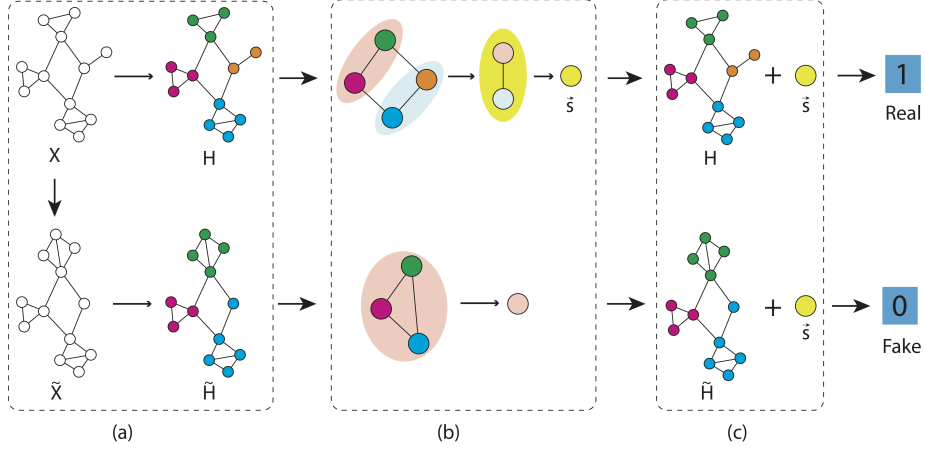 X
H
s⃗
H
+
s⃗
1
Real
X̃
H̃
H̃
+
s⃗
0
Fake
(a)
(b)
(c)